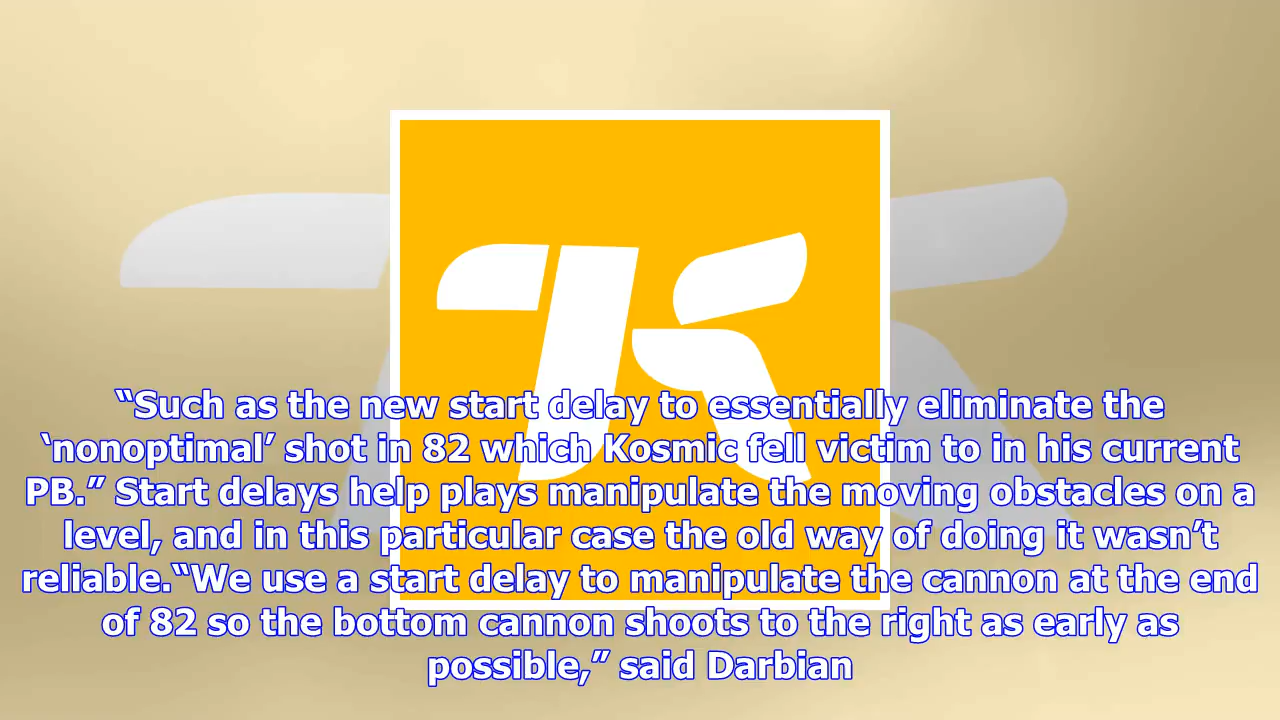 “Such as the new start delay to essentially eliminate the
‘nonoptimal’ shot in 82 which Kosmic fell victim to in his current
PB.” Start delays help plays manipulate the moving obstacles on a
level, and in this particular case the old way of doing it wasn’t
reliable.“We use a start delay to manipulate the cannon at the end
of 82 so the bottom cannon shoots to the right as early as
possible,” said Darbian